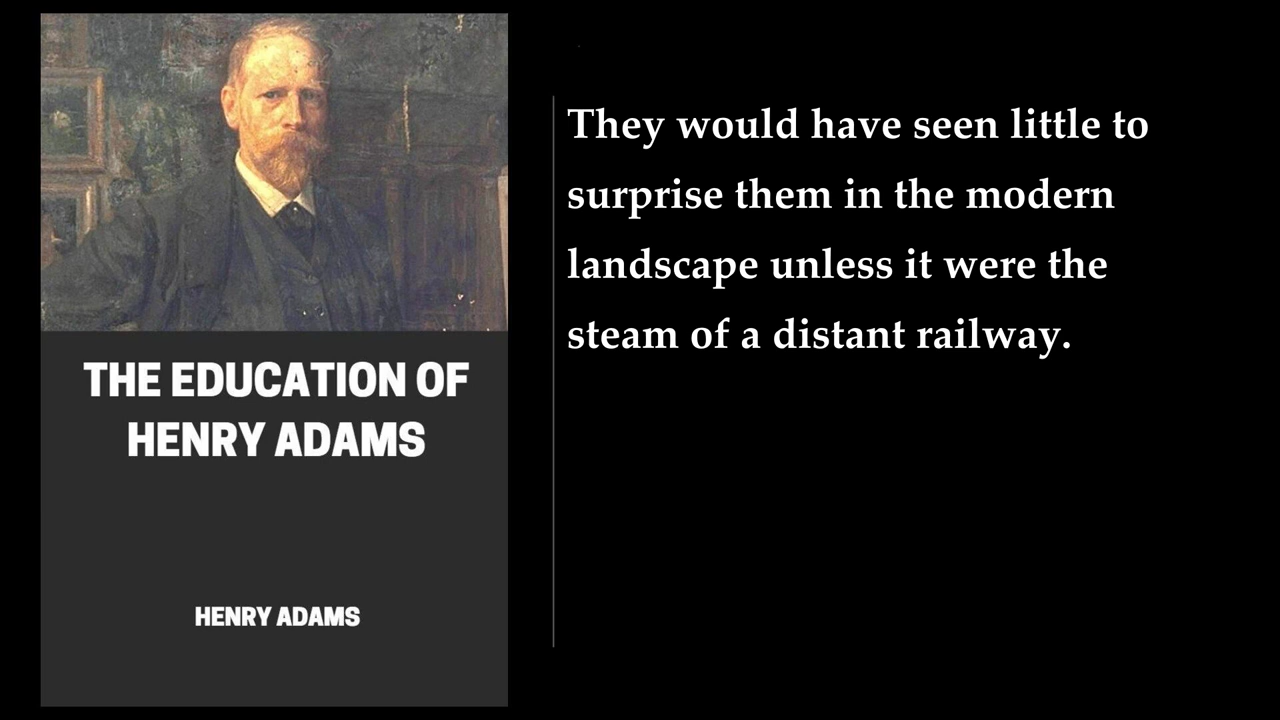 THE EDUCATION OF
HENRY ADAMS
HENRY ADAMS
They would have seen little to
surprise them in the modern
landscape unless it were the
steam of a distant railway.